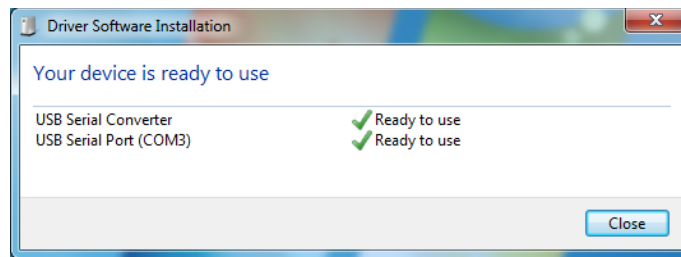 Driver Software Installation
Your device is ready to use
USB Serial Converter Ready to use
USB Serial Port (COM3) Ready to use
Close